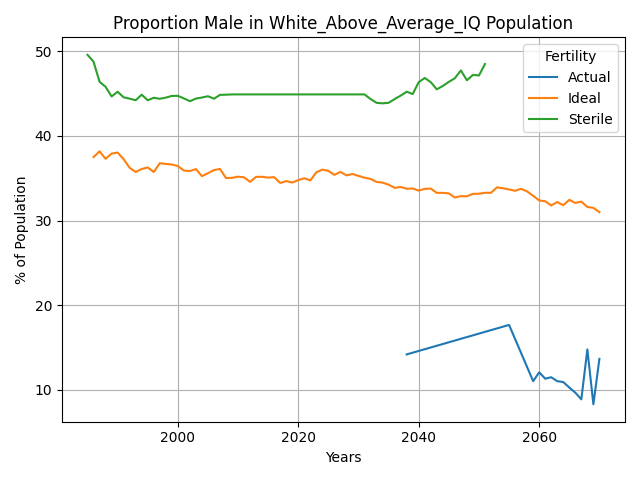 Proportion Male in White_Above_Average_IQ Population
Fertility
Actual
Ideal
Sterile
% of Population
50
40
30
20
10
2000
2020
2040
2060
Years